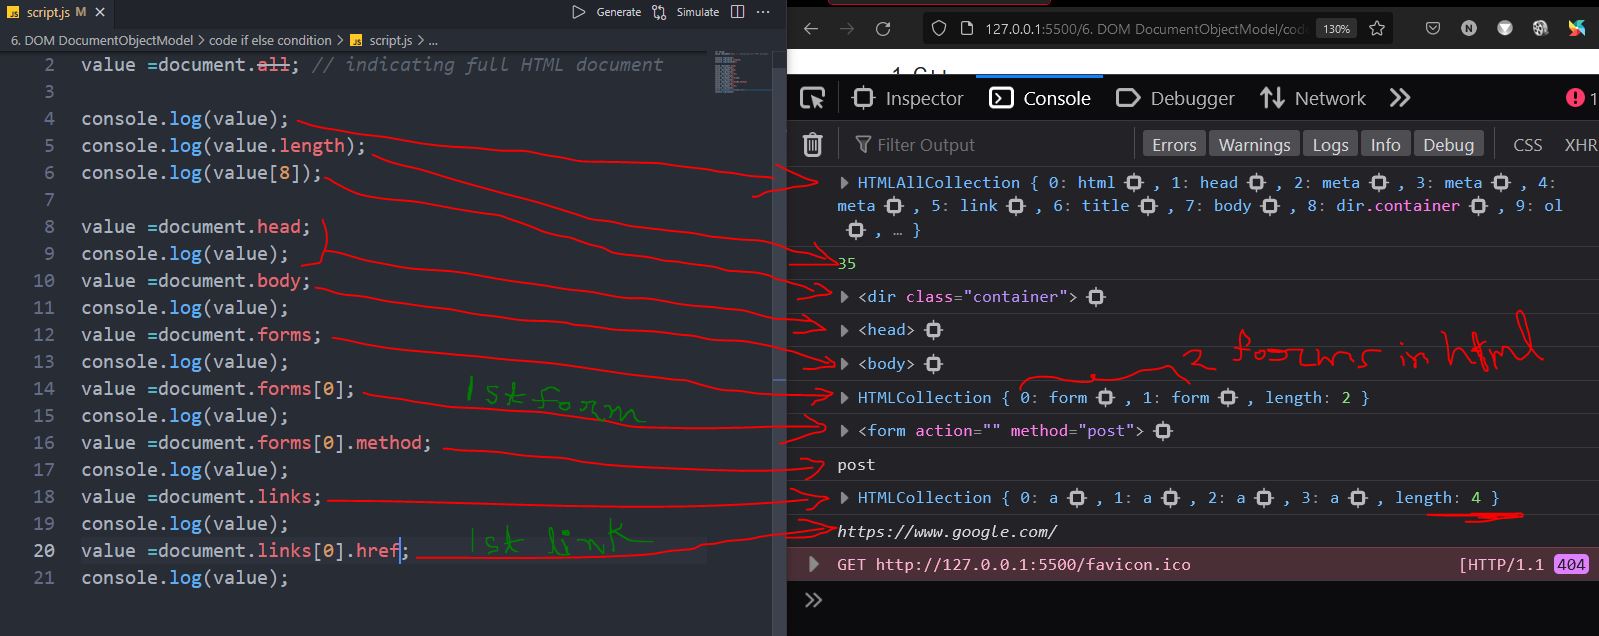 JS script.js M ×
Generate Simulate ...
6. DOM DocumentObjectModel > code if else condition > JS script.js > ...
2 value =document.all; // indicating full HTML document
3
4 console.log(value);
5 console.log(value.length);
6 console.log(value[8]);
7
8 value =document.head;
9 console.log(value);
10 value =document.body;
11 console.log(value);
12 value =document.forms;
13 console.log(value);
14 value =document.forms[0];
1st form
15 console.log(value);
16 value =document.forms[0].method;
17 console.log(value);
18 value =document.links;
19 console.log(value);
20 value =document.links[0].href;
1st link
21 console.log(value);
127.0.0.1:5500/6. DOM DocumentObjectModel/code 130%
Inspector Console Debugger Network 1
Filter Output Errors Warnings Logs Info Debug CSS XHR
HTMLAllCollection { 0: html , 1: head , 2: meta , 3: meta , 4:
meta , 5: link , 6: title , 7: body , 8: dir.container , 9: ol
, … }
35
<dir class="container">
<head>
2 forms in html
<body>
HTMLCollection { 0: form , 1: form , length: 2 }
<form action="" method="post">
post
HTMLCollection { 0: a , 1: a , 2: a , 3: a , length: 4 }
https://www.google.com/
GET http://127.0.0.1:5500/favicon.ico [HTTP/1.1 404